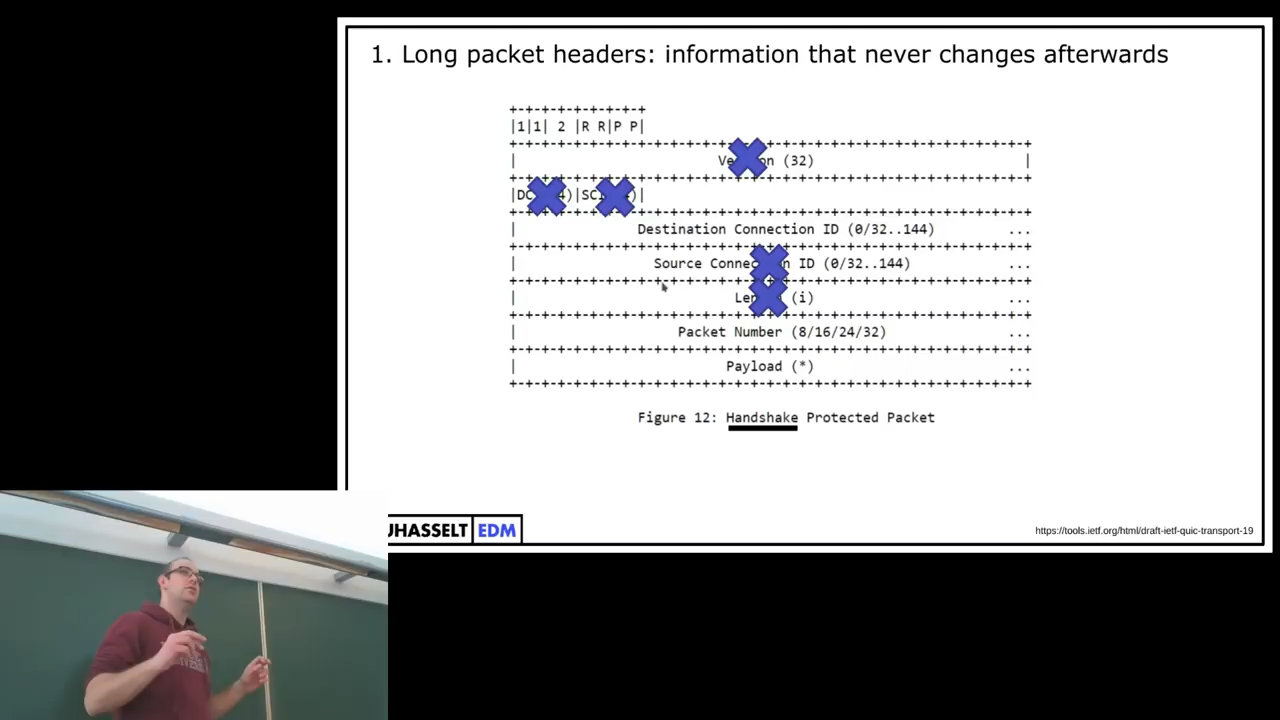 1. Long packet headers: information that never changes afterwards
+-+-+-+-+-+-+-+-+
|1|1| 2 |R R|P P|
+-+-+-+-+-+-+-+-+-+-+-+-+-+-+-+-+-+-+-+-+-+-+-+-+-+-+-+-+-+-+-+-+
| (32) |
+-+-+-+-+-+-+-+-+-+-+-+-+-+-+-+-+-+-+-+-+-+-+-+-+-+-+-+-+-+-+-+-+
+-+-+-+-+-+-+-+-+-+-+-+-+-+-+-+-+-+-+-+-+-+-+-+-+-+-+-+-+-+-+-+-+
| Destination Connection ID (0/32..144) ...
+-+-+-+-+-+-+-+-+-+-+-+-+-+-+-+-+-+-+-+-+-+-+-+-+-+-+-+-+-+-+-+-+
| Source ID (0/32..144) ...
+-+-+-+-+-+-+-+-+-+-+-+-+-+-+-+-+-+-+-+-+-+-+-+-+-+-+-+-+-+-+-+-+
| (i) ...
+-+-+-+-+-+-+-+-+-+-+-+-+-+-+-+-+-+-+-+-+-+-+-+-+-+-+-+-+-+-+-+-+
| Packet Number (8/16/24/32) ...
+-+-+-+-+-+-+-+-+-+-+-+-+-+-+-+-+-+-+-+-+-+-+-+-+-+-+-+-+-+-+-+-+
| Payload (*) ...
+-+-+-+-+-+-+-+-+-+-+-+-+-+-+-+-+-+-+-+-+-+-+-+-+-+-+-+-+-+-+-+-+
Figure 12: Handshake Protected Packet
UHASSELT EDM
https://tools.ietf.org/html/draft-ietf-quic-transport-19